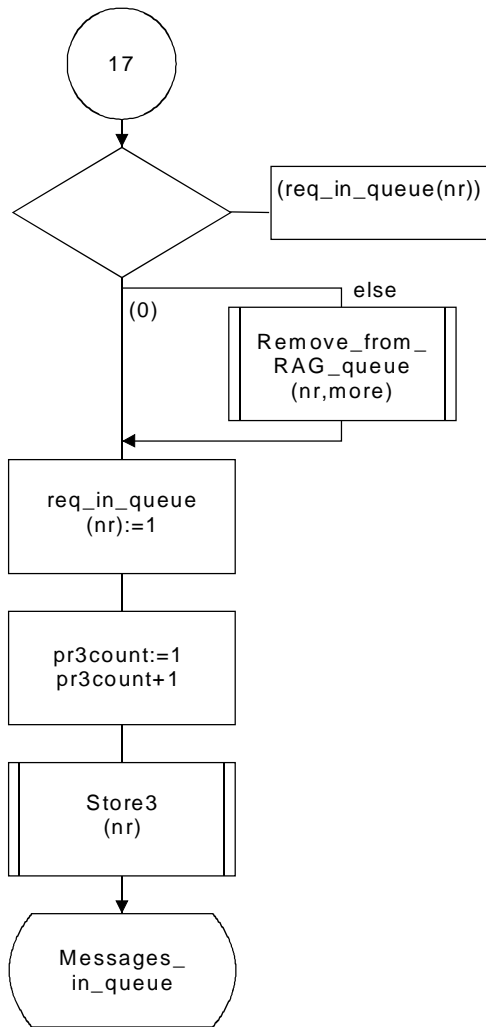 17
(req_in_queue(nr))
else
(0)
Remove_from_
RAG_queue
(nr,more)
req_in_queue
(nr):=1
pr3count:=1
pr3count+1
Store3
(nr)
Messages_
in_queue